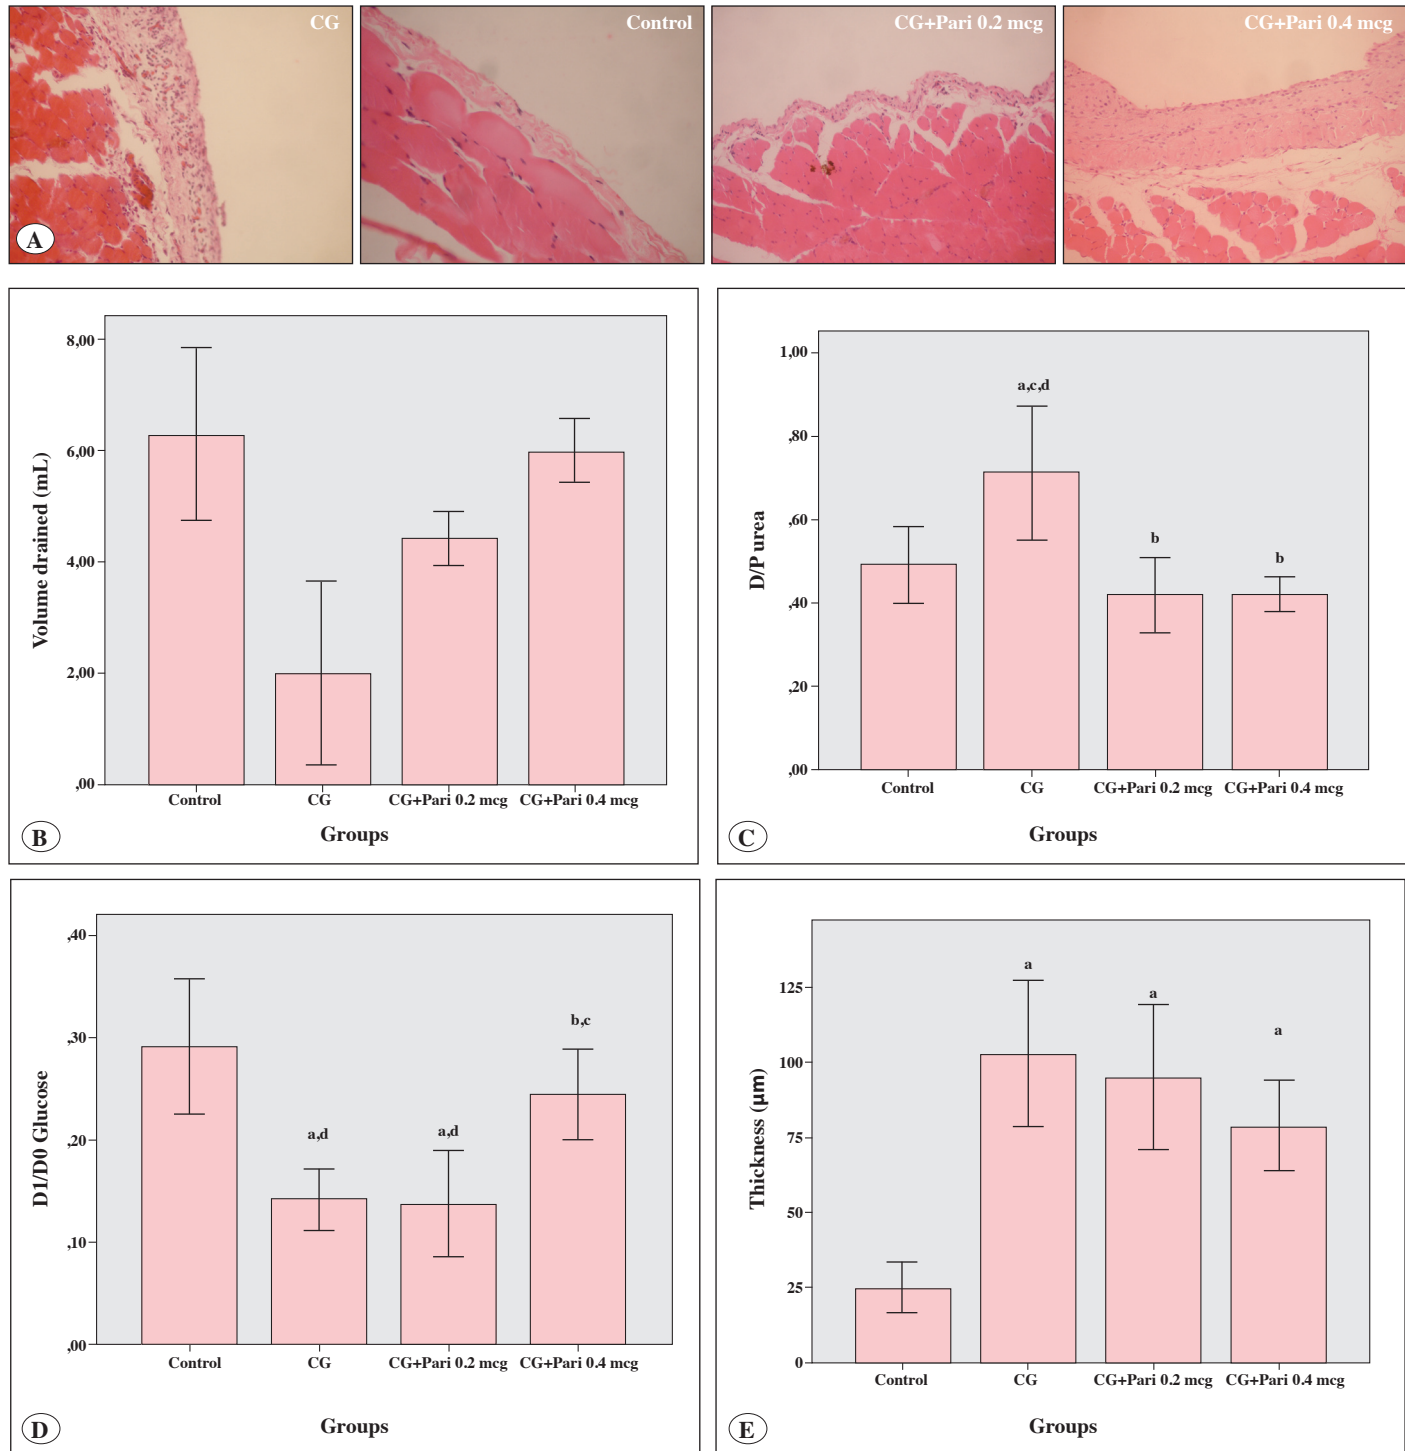 CG
Control
CG+Pari 0.2 mcg
CG+Pari 0.4 mcg
A
8,00
6,00
4,00
2,00
,00
Volume drained (mL)
Control
CG
CG+Pari 0.2 mcg
CG+Pari 0.4 mcg
Groups
B
1,00
,80
,60
,40
,20
,00
D/P urea
a,c,d
b
b
Control
CG
CG+Pari 0.2 mcg
CG+Pari 0.4 mcg
Groups
C
,40
,30
,20
,10
,00
D1/D0 Glucose
a,d
a,d
b,c
Control
CG
CG+Pari 0.2 mcg
CG+Pari 0.4 mcg
Groups
D
125
100
75
50
25
0
Thickness (µm)
a
a
a
Control
CG
CG+Pari 0.2 mcg
CG+Pari 0.4 mcg
Groups
E